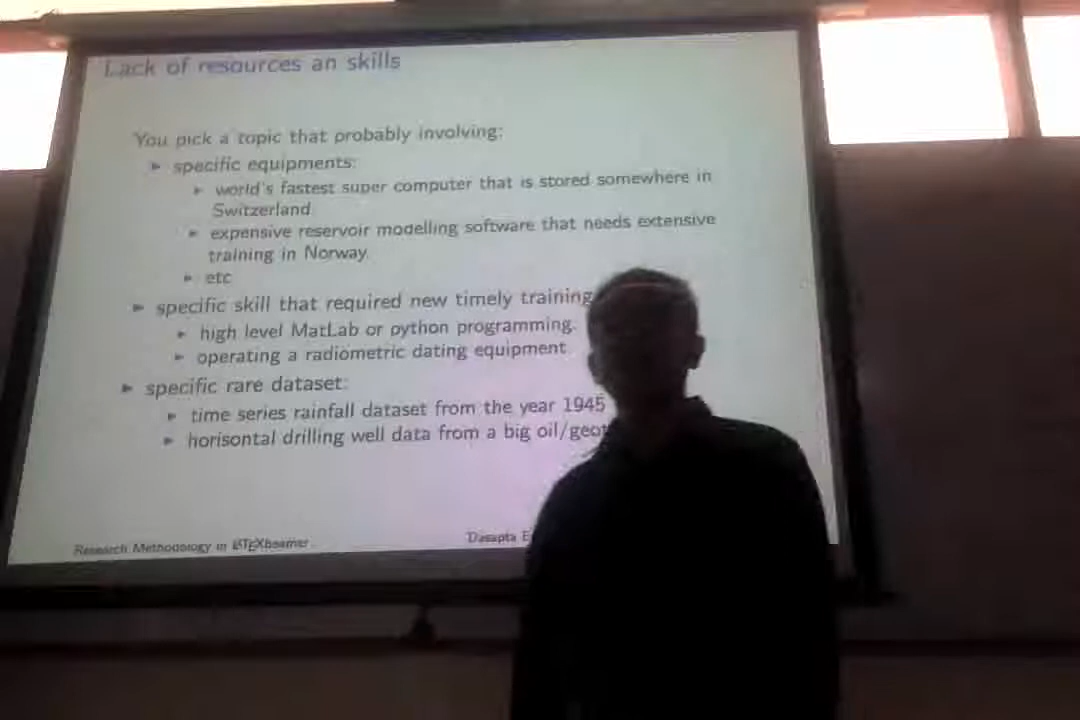 Lack of resources an skills
You pick a topic that probably involving:
► specific equipments:
► world's fastest super computer that is stored somewhere in
Switzerland
► expensive reservoir modelling software that needs extensive
training in Norway.
► etc
► specific skill that required new timely training
► high level MatLab or python programming.
► operating a radiometric dating equipment
► specific rare dataset:
► time series rainfall dataset from the year 1945
► horisontal drilling well data from a big oil/geot
Research Methodology in LATEXbeamer
Dasapta E